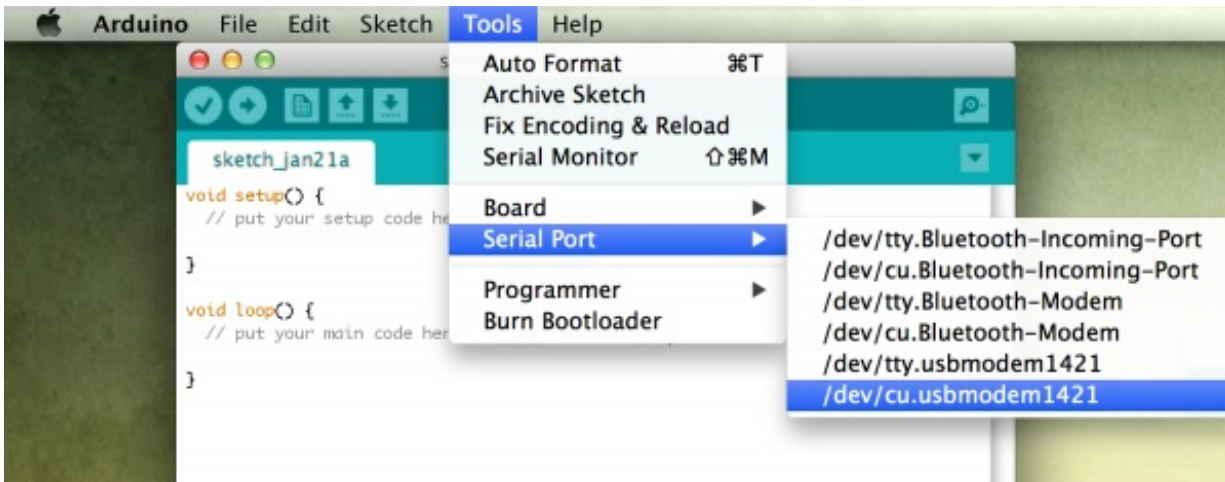 Arduino File Edit Sketch Tools Help
s
sketch_jan21a
void setup() {
// put your setup code he
}
void loop() {
// put your main code her
}
Auto Format ⌘T
Archive Sketch
Fix Encoding & Reload
Serial Monitor ⇧⌘M
Board ▶
Serial Port ▶
Programmer ▶
Burn Bootloader
/dev/tty.Bluetooth-Incoming-Port
/dev/cu.Bluetooth-Incoming-Port
/dev/tty.Bluetooth-Modem
/dev/cu.Bluetooth-Modem
/dev/tty.usbmodem1421
/dev/cu.usbmodem1421